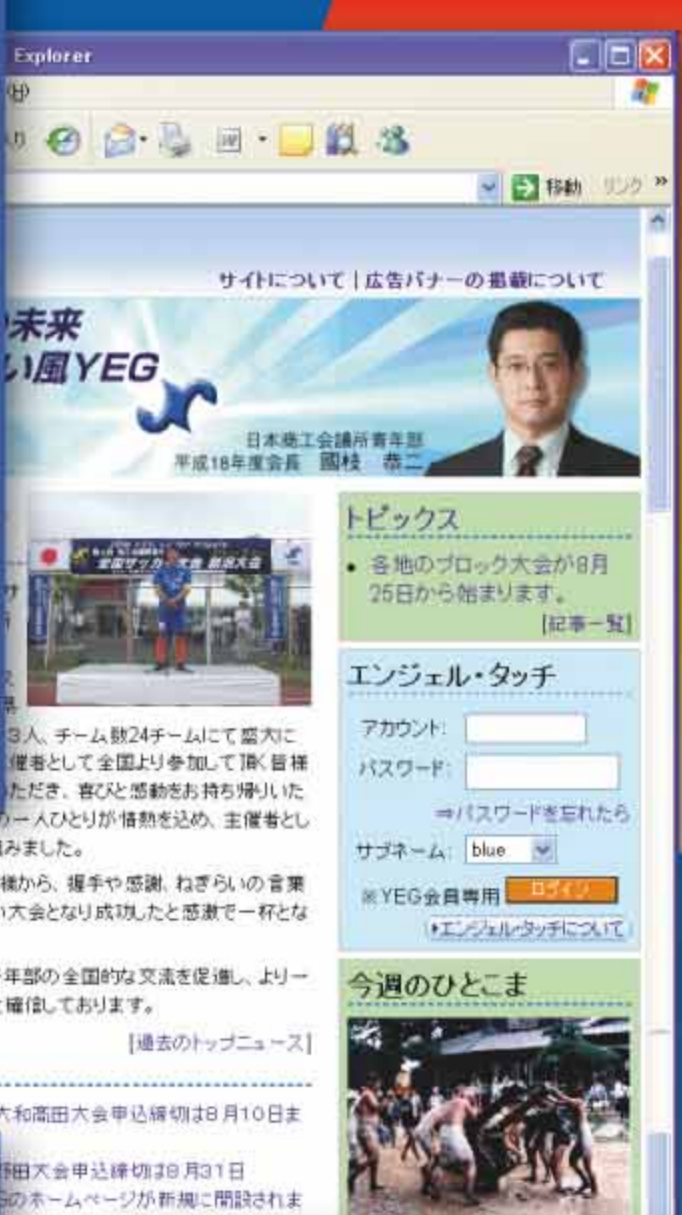 Explorer
(H)
移動 リンク »
サイトについて | 広告バナーの掲載について
未来
い風YEG
日本商工会議所青年部
平成18年度会長 國枝 恭二
全国サッカー大会
トピックス
• 各地のブロック大会が8月
25日から始まります。
[記事一覧]
3人、チーム数24チームにて盛大に
催者として全国より参加して頂く皆様
ただき、喜びと感動をお持ち帰りいた
の一人ひとりが情熱を込め、主催者とし
組みました。
様から、握手や感謝、ねぎらいの言葉
い大会となり成功したと感激で一杯とな
年部の全国的な交流を促進し、より一
と確信しております。
[過去のトップニュース]
大和高田大会申込締切は8月10日ま
野田大会申込締切は8月31日
Gのホームページが新規に開設されま
エンジェル・タッチ
アカウント:
パスワード:
⇒パスワードを忘れたら
サブネーム: blue
※YEG会員専用 ログイン
エンジェル・タッチについて
今週のひとこま